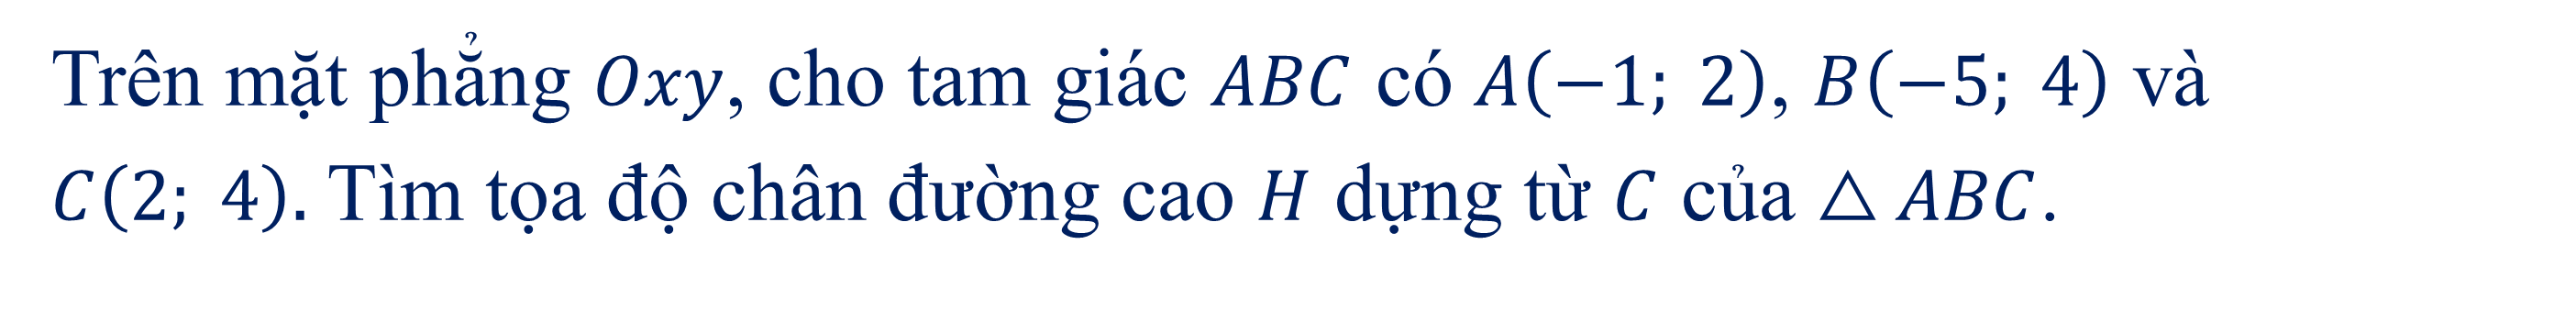 Trên mặt phẳng Oxy, cho tam giác ABC có A(−1; 2), B(−5; 4) và
C(2; 4). Tìm tọa độ chân đường cao H dựng từ C của △ ABC.